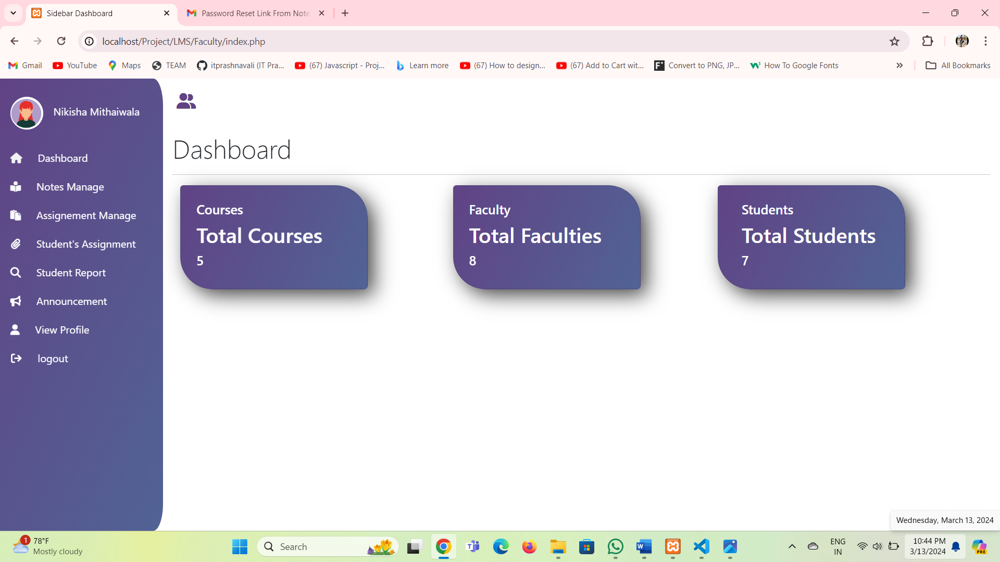 Sidebar Dashboard
Password Reset Link From Note
localhost/Project/LMS/Faculty/index.php
Gmail
YouTube
Maps
TEAM
itprashnavali (IT Pra...
(67) Javascript - Proj...
Learn more
(67) How to design...
(67) Add to Cart wit...
Convert to PNG, JP...
How To Google Fonts
All Bookmarks
Nikisha Mithaiwala
Dashboard
Notes Manage
Assignement Manage
Student's Assignment
Student Report
Announcement
View Profile
logout
Dashboard
Courses
Total Courses
5
Faculty
Total Faculties
8
Students
Total Students
7
Wednesday, March 13, 2024
1
78°F
Mostly cloudy
Search
ENG
IN
10:44 PM
3/13/2024
PRE